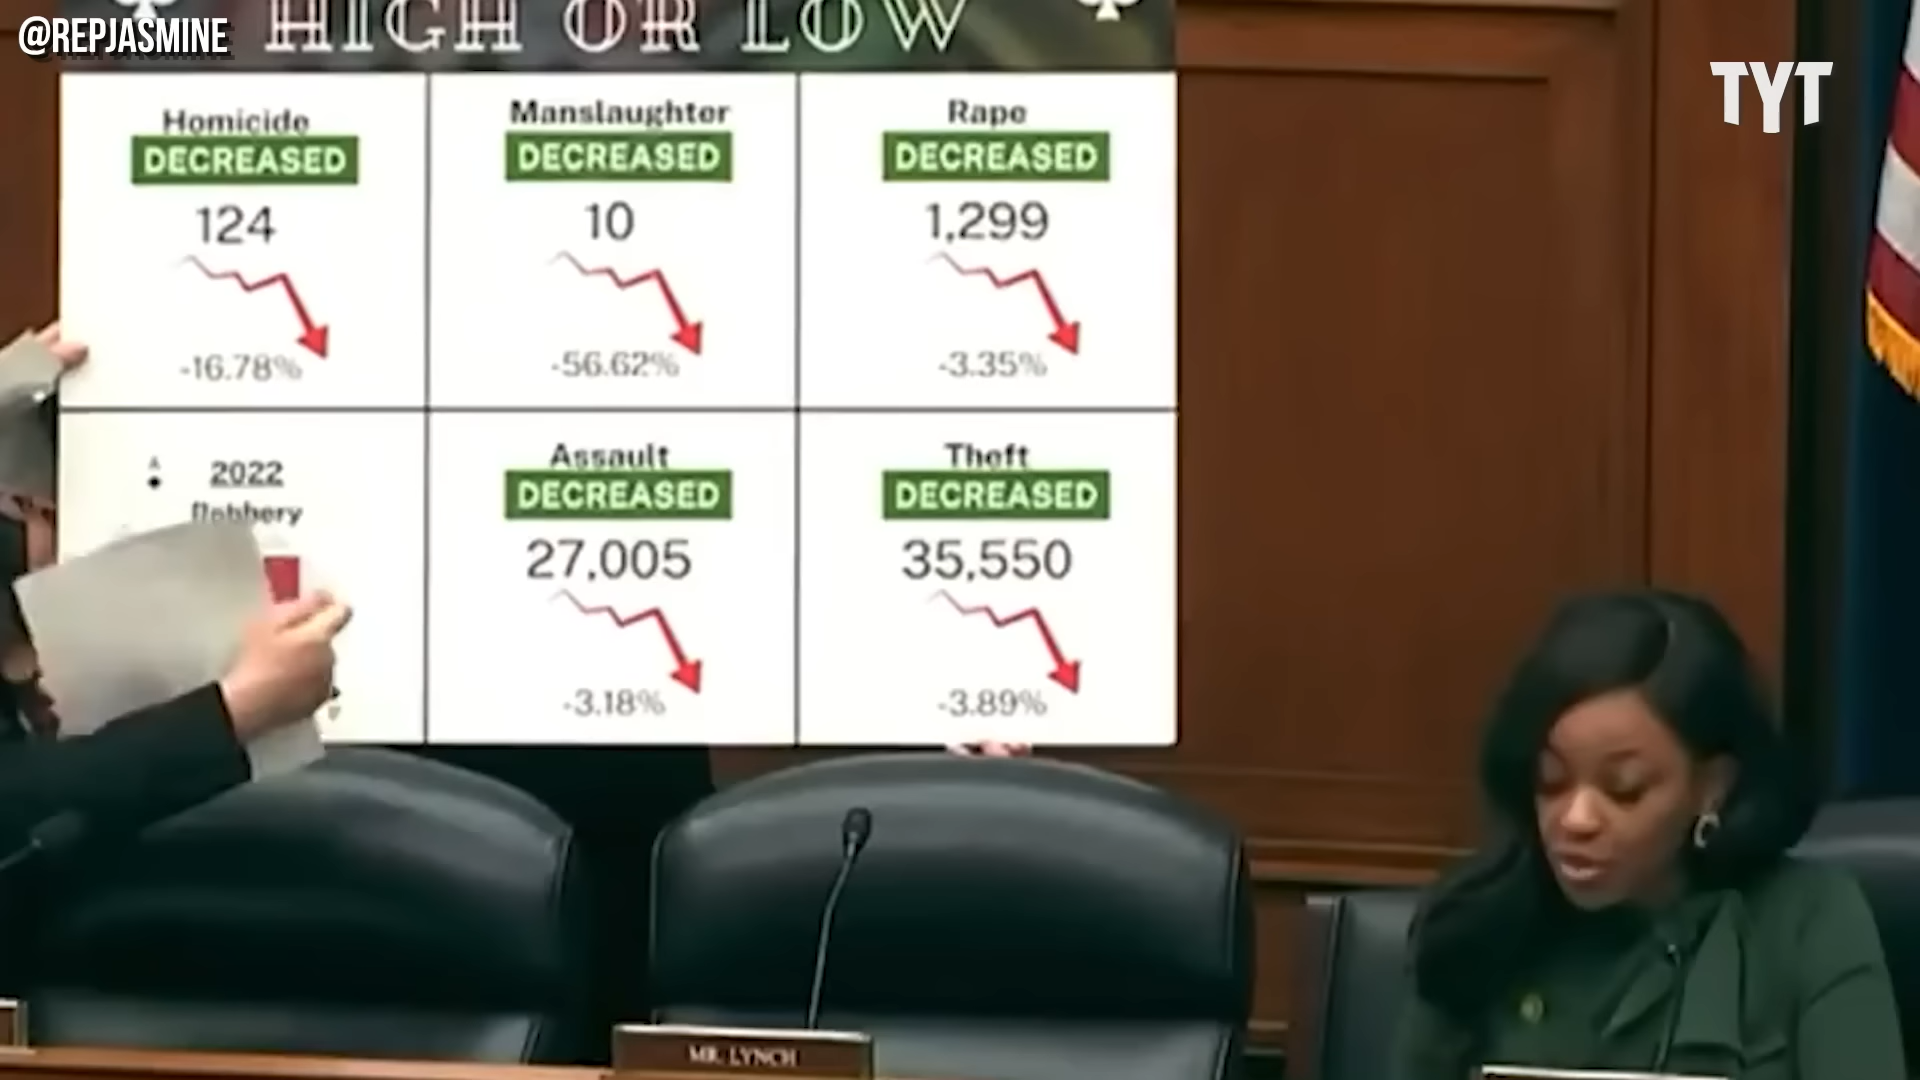 @REPJASMINE
HIGH OR LOW
TYT
Homicide
DECREASED
124
-16.78%
Manslaughter
DECREASED
10
-56.62%
Rape
DECREASED
1,299
-3.35%
A
2022
Robbery
Assault
DECREASED
27,005
-3.18%
Theft
DECREASED
35,550
-3.89%
MR. LYNCH